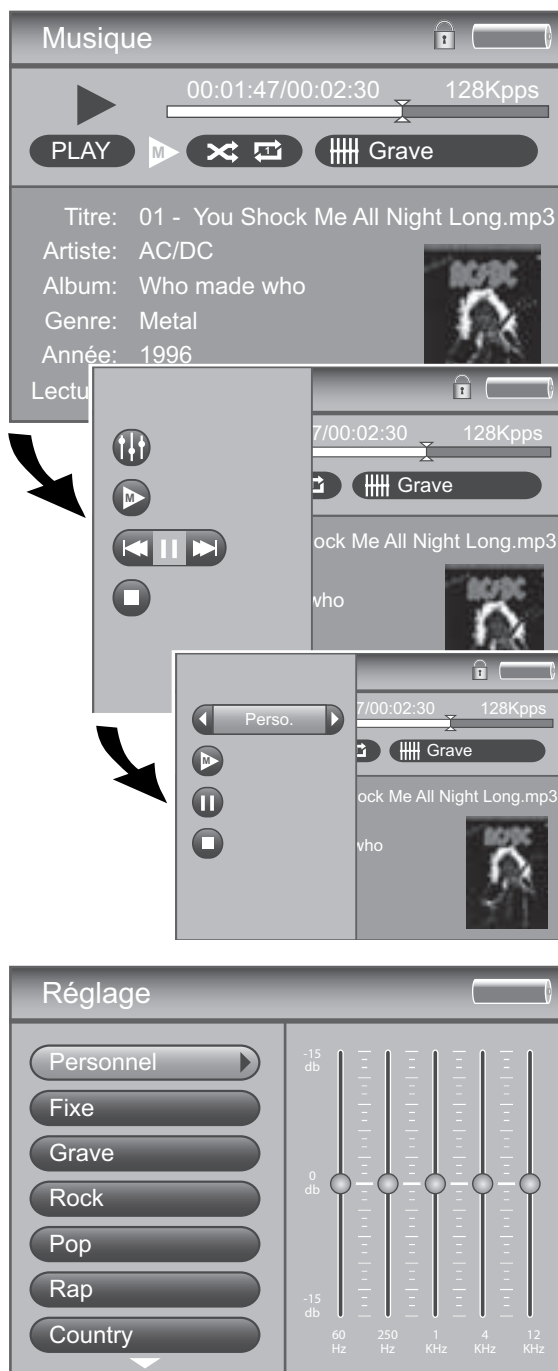 Musique
00:01:47/00:02:30 128Kpps
PLAY M 1 Grave
Titre: 01 - You Shock Me All Night Long.mp3
Artiste: AC/DC
Album: Who made who
Genre: Metal
Année: 1996
Lectu
7/00:02:30 128Kpps
Grave
M
ock Me All Night Long.mp3
who
7/00:02:30 128Kpps
Perso.
Grave
M
ock Me All Night Long.mp3
who
Réglage
Personnel
Fixe
Grave
Rock
Pop
Rap
Country
-15
db
0
db
-15
db
60 250 1 4 12
Hz Hz KHz KHz KHz